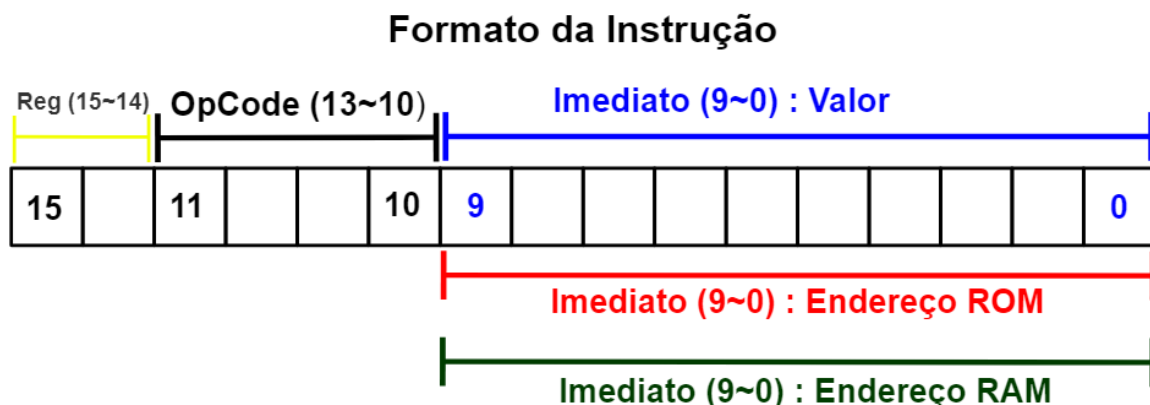 Formato da Instrução
Reg (15~14) OpCode (13~10) Imediato (9~0) : Valor
15 11 10 9 0
Imediato (9~0) : Endereço ROM
Imediato (9~0) : Endereço RAM